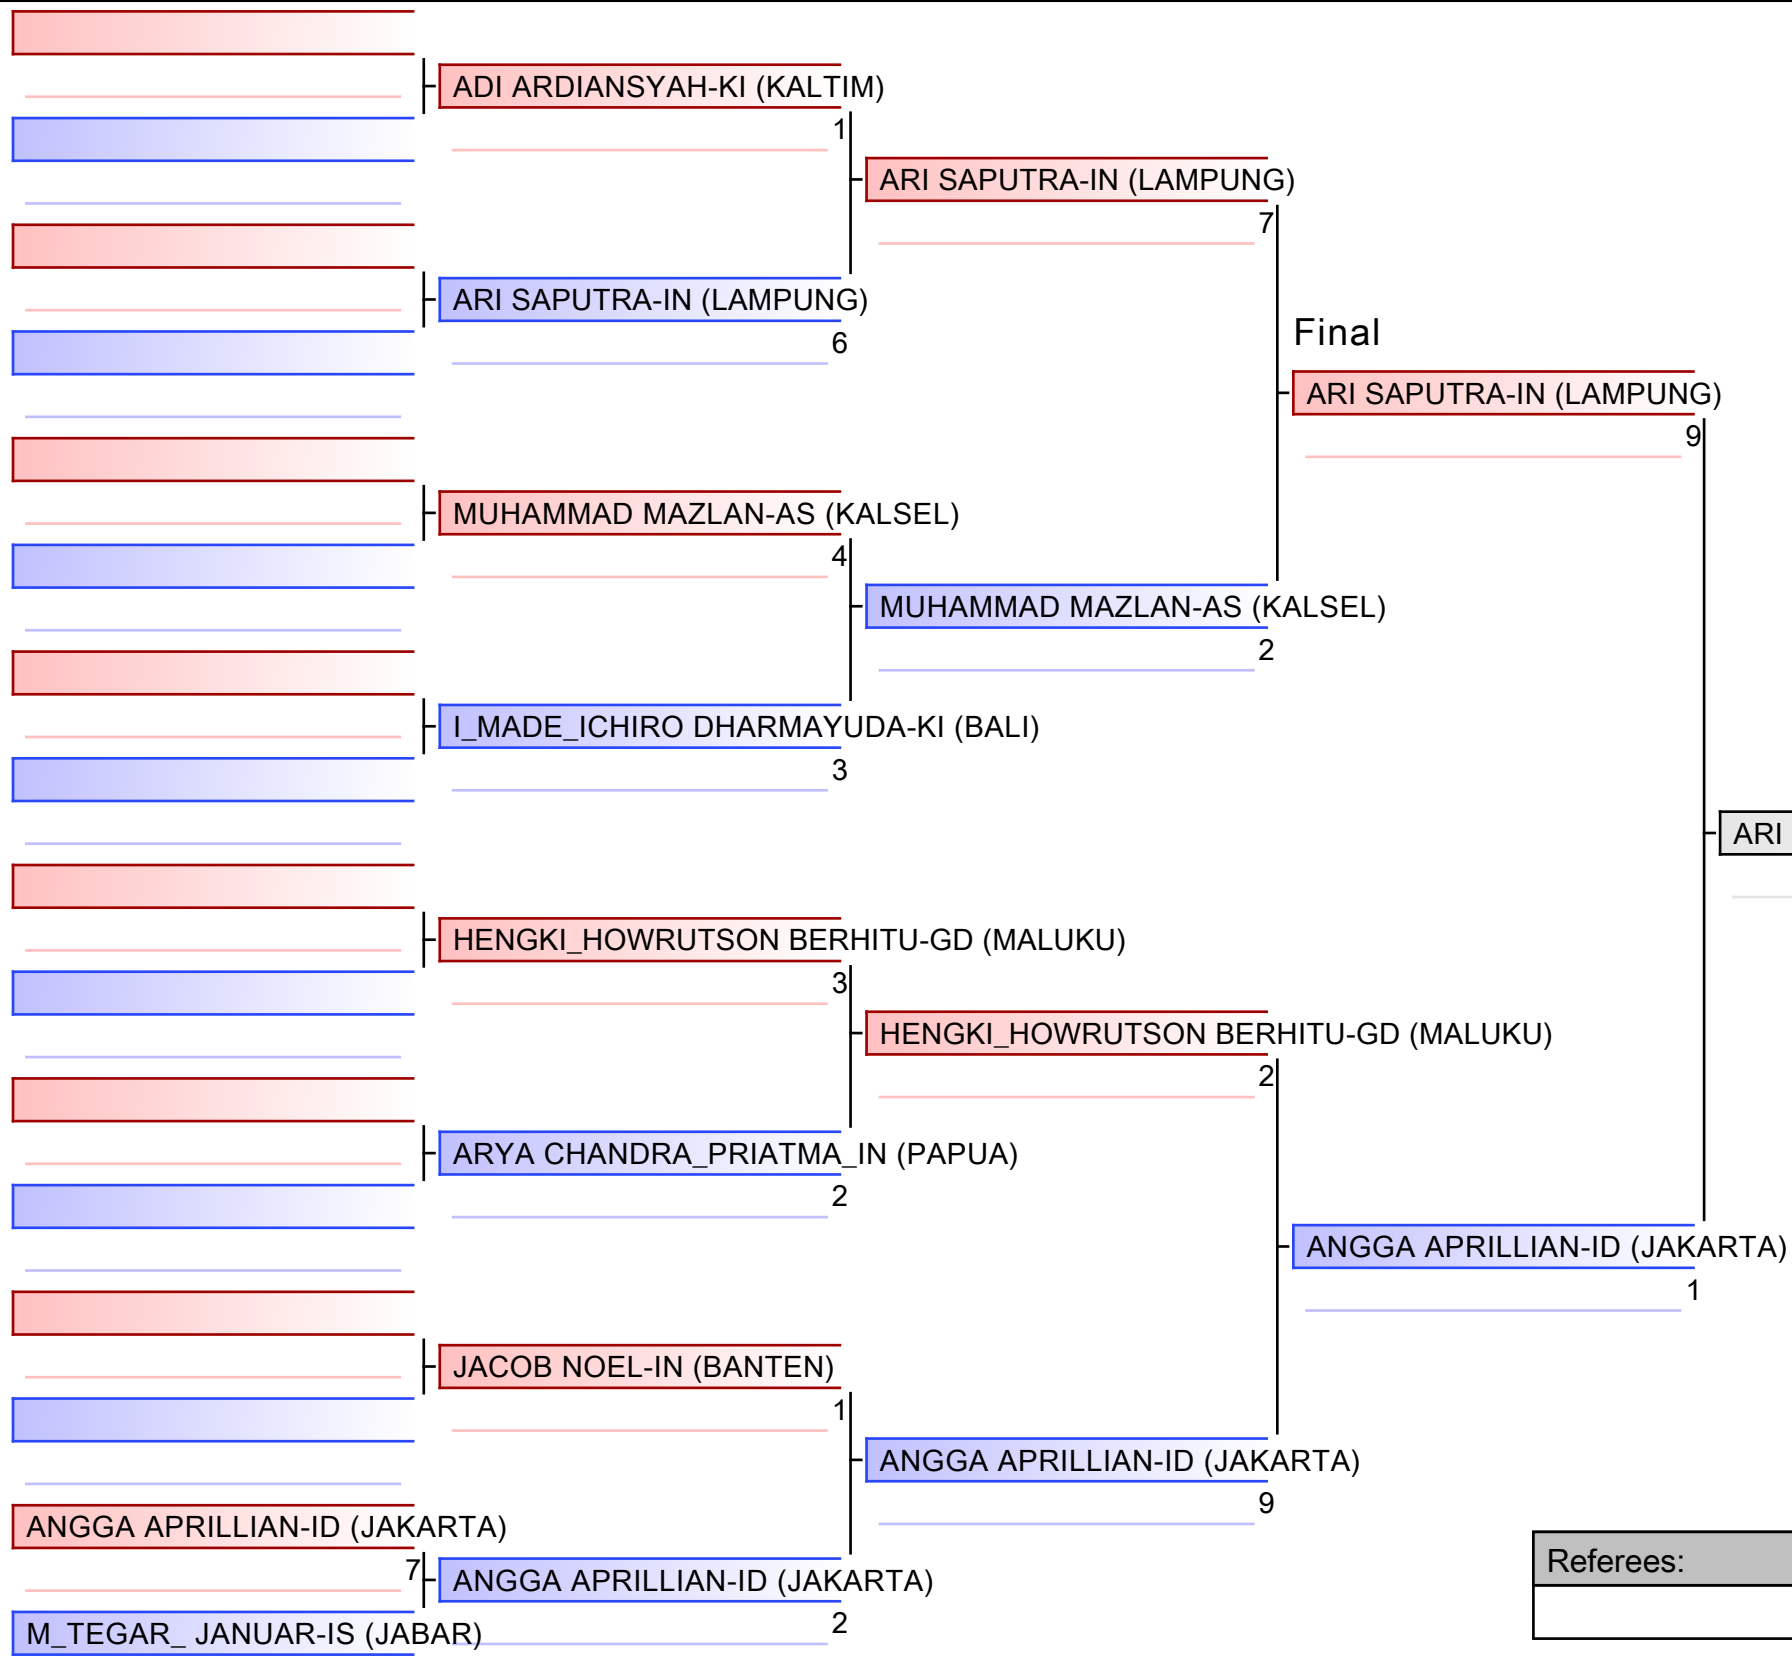 ADI ARDIANSYAH-KI (KALTIM)
1
ARI SAPUTRA-IN (LAMPUNG)
7
ARI SAPUTRA-IN (LAMPUNG)
6
Final
ARI SAPUTRA-IN (LAMPUNG)
9
MUHAMMAD MAZLAN-AS (KALSEL)
4
MUHAMMAD MAZLAN-AS (KALSEL)
2
I_MADE_ICHIRO DHARMAYUDA-KI (BALI)
3
ARI
HENGKI_HOWRUTSON BERHITU-GD (MALUKU)
3
HENGKI_HOWRUTSON BERHITU-GD (MALUKU)
2
ARYA CHANDRA_PRIATMA_IN (PAPUA)
2
ANGGA APRILLIAN-ID (JAKARTA)
1
JACOB NOEL-IN (BANTEN)
1
ANGGA APRILLIAN-ID (JAKARTA)
9
ANGGA APRILLIAN-ID (JAKARTA)
7
ANGGA APRILLIAN-ID (JAKARTA)
2
M_TEGAR_ JANUAR-IS (JABAR)
Referees: